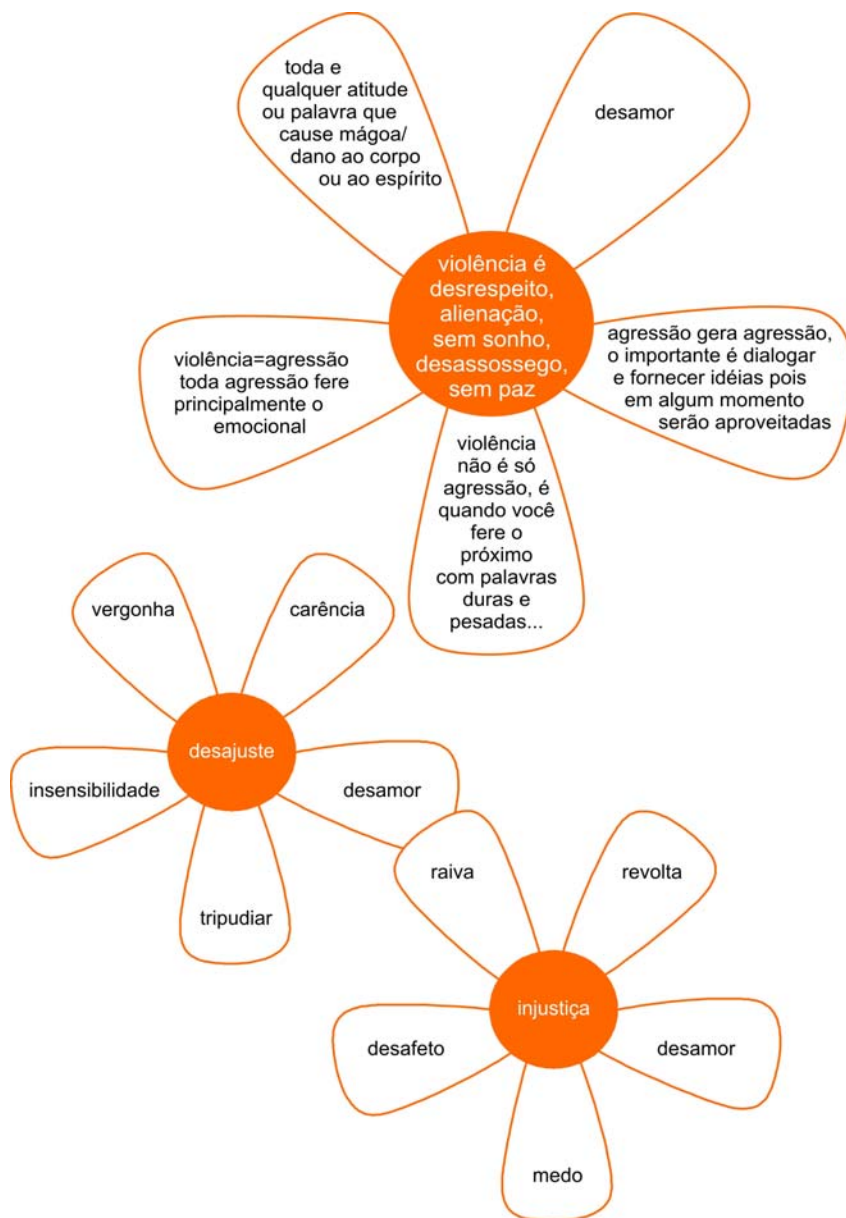 toda e
qualquer atitude
ou palavra que
cause mágoa/
dano ao corpo
ou ao espírito
desamor
violência é
desrespeito,
alienação,
sem sonho,
desassossego,
sem paz
violência=agressão
toda agressão fere
principalmente o
emocional
agressão gera agressão,
o importante é dialogar
e fornecer idéias pois
em algum momento
serão aproveitadas
violência
não é só
agressão, é
quando você
fere o
próximo
com palavras
duras e
pesadas...
vergonha
carência
desajuste
insensibilidade
desamor
tripudiar
raiva
revolta
injustiça
desafeto
desamor
medo